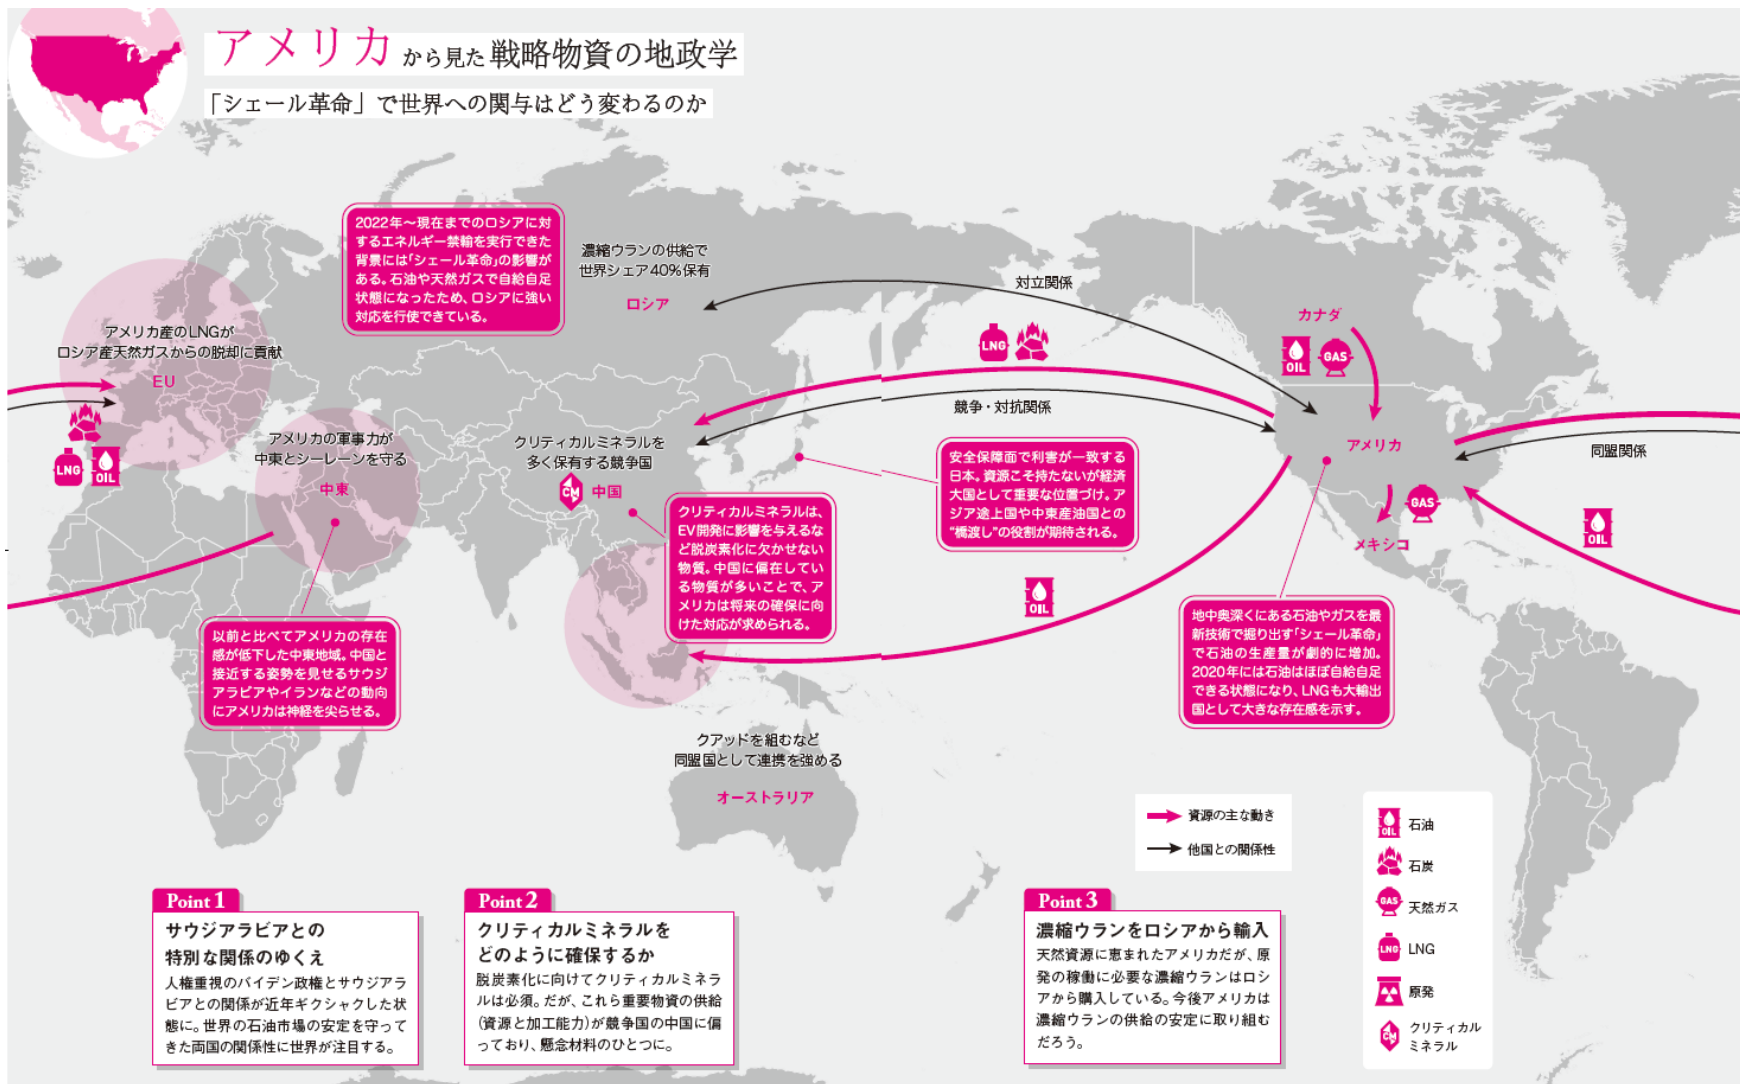 アメリカから見た戦略物資の地政学
「シェール革命」で世界への関与はどう変わるのか
2022年～現在までのロシアに対
するエネルギー禁輸を実行できた
背景には「シェール革命」の影響が
ある。石油や天然ガスで自給自足
状態になったため、ロシアに強い
対応を行使できている。
濃縮ウランの供給で
世界シェア40%保有
ロシア
対立関係
カナダ
OIL
GAS
LNG
アメリカ産のLNGが
ロシア産天然ガスからの脱却に貢献
EU
LNG
OIL
競争・対抗関係
アメリカの軍事力が
中東とシーレーンを守る
中東
クリティカルミネラルを
多く保有する競争国
CM
中国
アメリカ
同盟関係
安全保障面で利害が一致する
日本。資源こそ持たないが経済
大国として重要な位置づけ。ア
ジア途上国や中東産油国との
“橋渡し”の役割が期待される。
GAS
メキシコ
OIL
クリティカルミネラルは、
EV開発に影響を与えるな
ど脱炭素化に欠かせない
物質。中国に偏在してい
る物質が多いことで、ア
メリカは将来の確保に向
けた対応が求められる。
OIL
以前と比べてアメリカの存在
感が低下した中東地域。中国と
接近する姿勢を見せるサウジ
アラビアやイランなどの動向
にアメリカは神経を尖らせる。
地中奥深くにある石油やガスを最
新技術で掘り出す「シェール革命」
で石油の生産量が劇的に増加。
2020年には石油はほぼ自給自足
できる状態になり、LNGも大輸出
国として大きな存在感を示す。
クアッドを組むなど
同盟国として連携を強める
オーストラリア
資源の主な動き
他国との関係性
OIL 石油
石炭
GAS 天然ガス
LNG LNG
原発
CM クリティカル
ミネラル
Point 1
サウジアラビアとの
特別な関係のゆくえ
人権重視のバイデン政権とサウジアラ
ビアとの関係が近年ギクシャクした状
態に。世界の石油市場の安定を守って
きた両国の関係性に世界が注目する。
Point 2
クリティカルミネラルを
どのように確保するか
脱炭素化に向けてクリティカルミネラ
ルは必須。だが、これら重要物資の供給
（資源と加工能力）が競争国の中国に偏
っており、懸念材料のひとつに。
Point 3
濃縮ウランをロシアから輸入
天然資源に恵まれたアメリカだが、原
発の稼働に必要な濃縮ウランはロシ
アから購入している。今後アメリカは
濃縮ウランの供給の安定に取り組む
だろう。